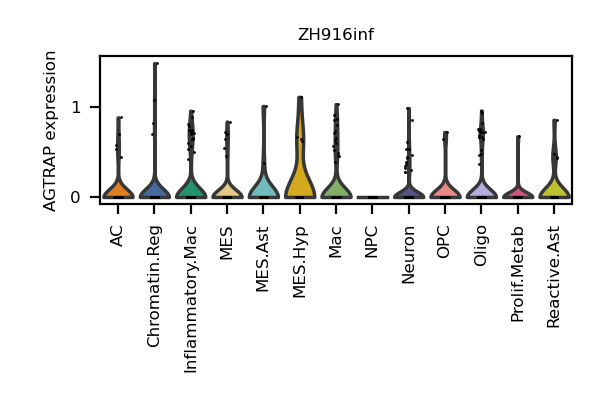 ZH916inf
AGTRAP expression
1
0
AC
Chromatin.Reg
Inflammatory.Mac
MES
MES.Ast
MES.Hyp
Mac
NPC
Neuron
OPC
Oligo
Prolif.Metab
Reactive.Ast